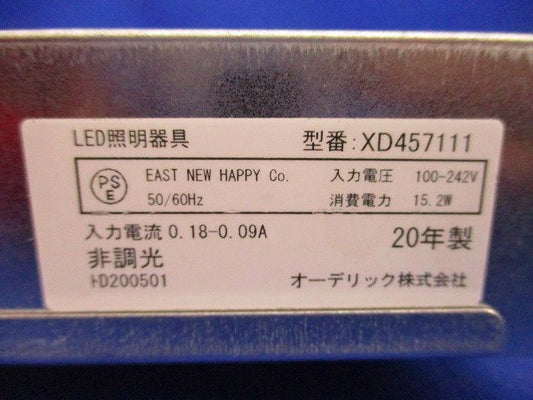 LED照明器具 型番:XD457111
PS E EAST NEW HAPPY Co. 入力電圧 100-242V
50/60Hz 消費電力 15.2W
入力電流 0.18-0.09A 20年製
非調光
HD200501 オーデリック株式会社